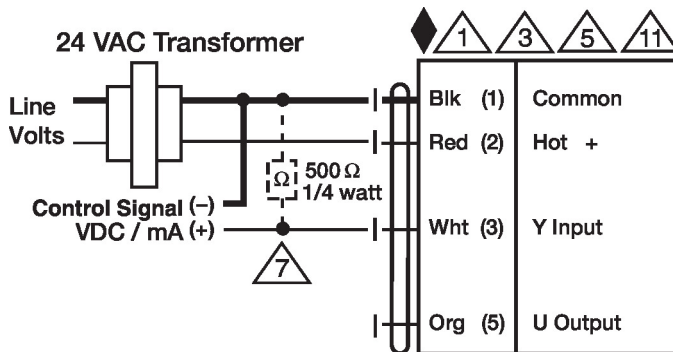 1 3 5 11
24 VAC Transformer
Line
Volts
Blk (1) Common
Red (2) Hot +
Ω 500 Ω
1/4 watt
Control Signal (–)
VDC / mA (+)
Wht (3) Y Input
7
Org (5) U Output